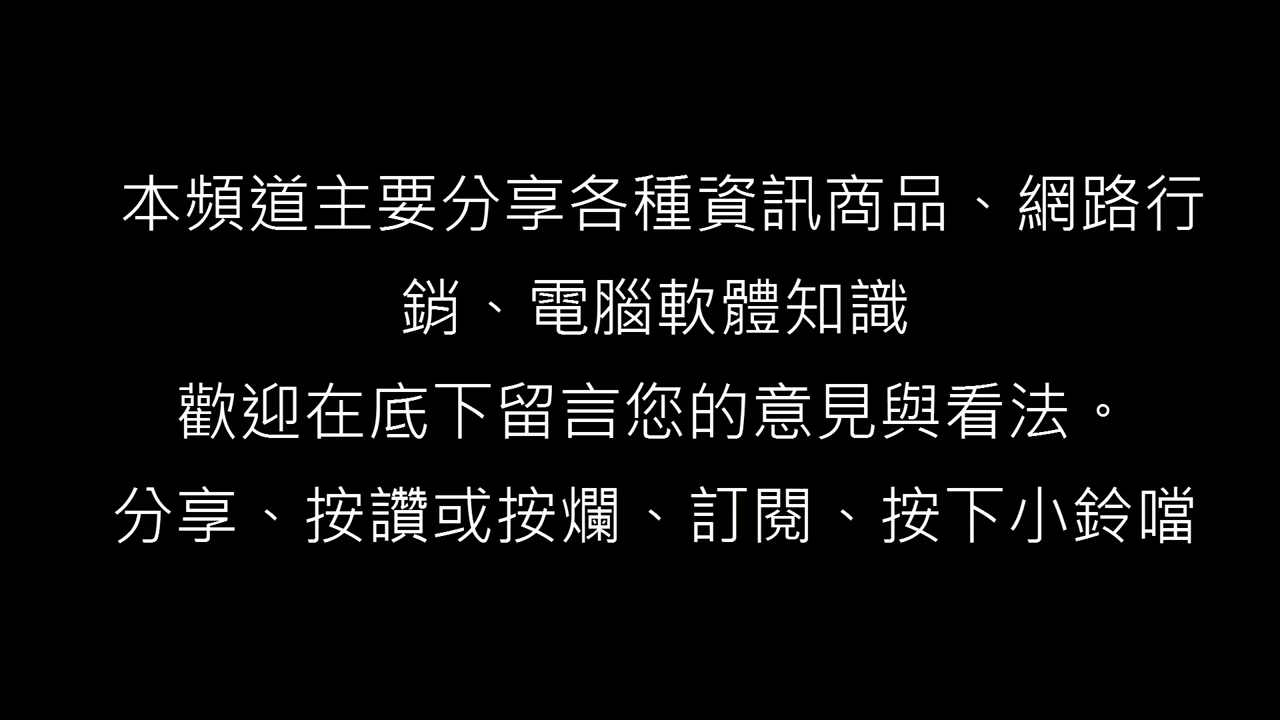 本頻道主要分享各種資訊商品、網路行
銷、電腦軟體知識
歡迎在底下留言您的意見與看法。
分享、按讚或按爛、訂閱、按下小鈴噹